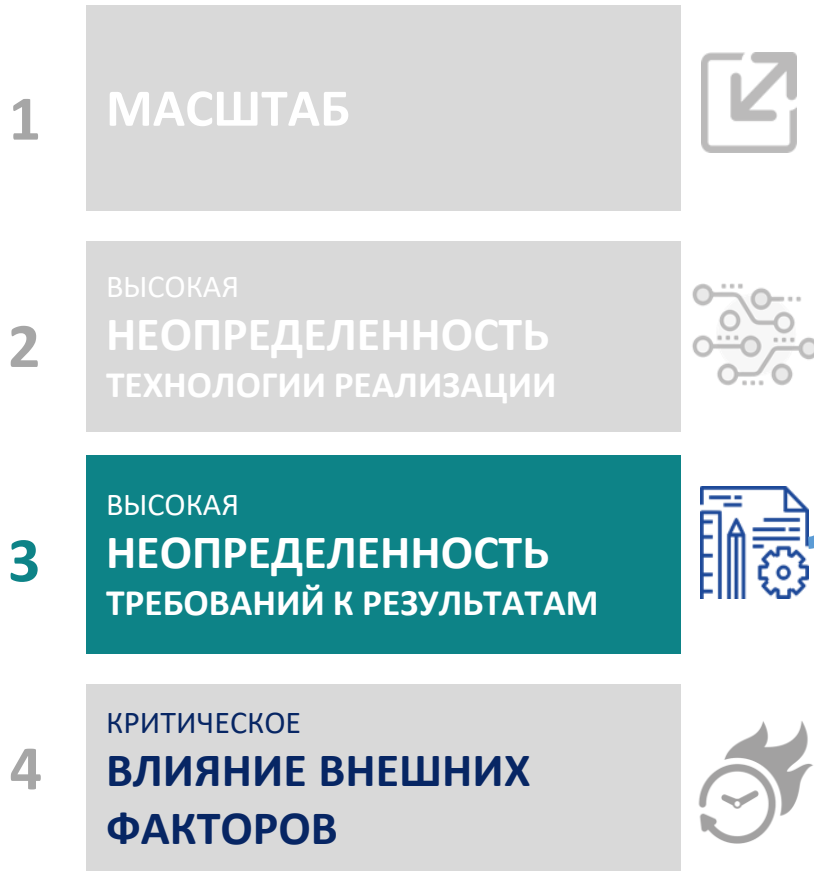 1
МАСШТАБ
2
ВЫСОКАЯ
НЕОПРЕДЕЛЕННОСТЬ
ТЕХНОЛОГИИ РЕАЛИЗАЦИИ
3
ВЫСОКАЯ
НЕОПРЕДЕЛЕННОСТЬ
ТРЕБОВАНИЙ К РЕЗУЛЬТАТАМ
4
КРИТИЧЕСКОЕ
ВЛИЯНИЕ ВНЕШНИХ
ФАКТОРОВ